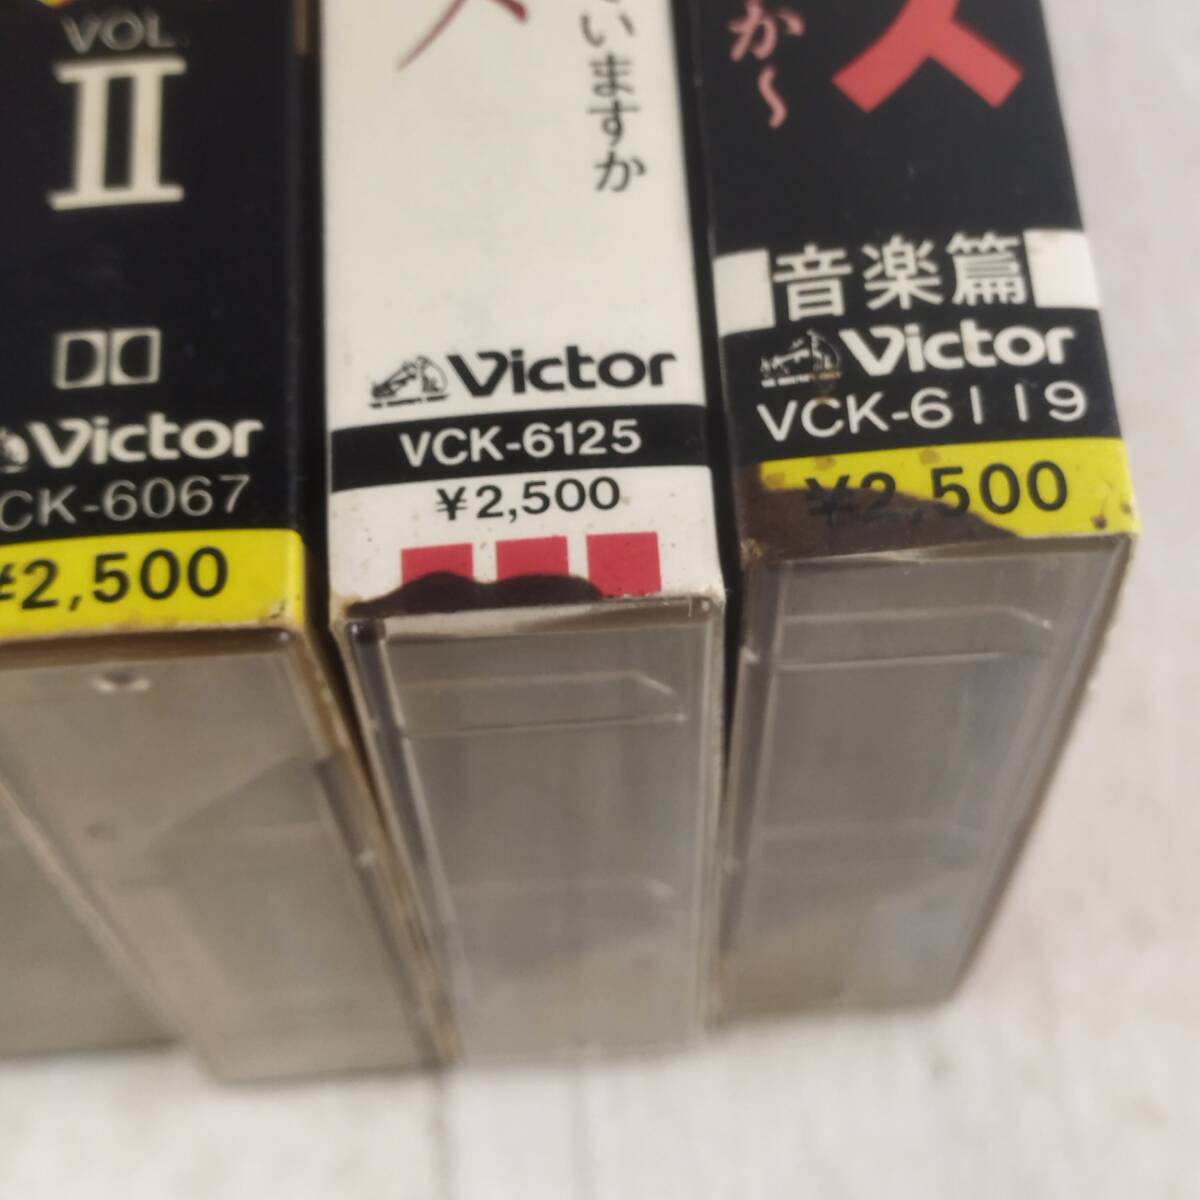 VOL.
II
Victor
CK-6067
¥2,500
いますか
Victor
VCK-6125
¥2,500
か〜
ス
音楽篇
Victor
VCK-6119
¥2,500